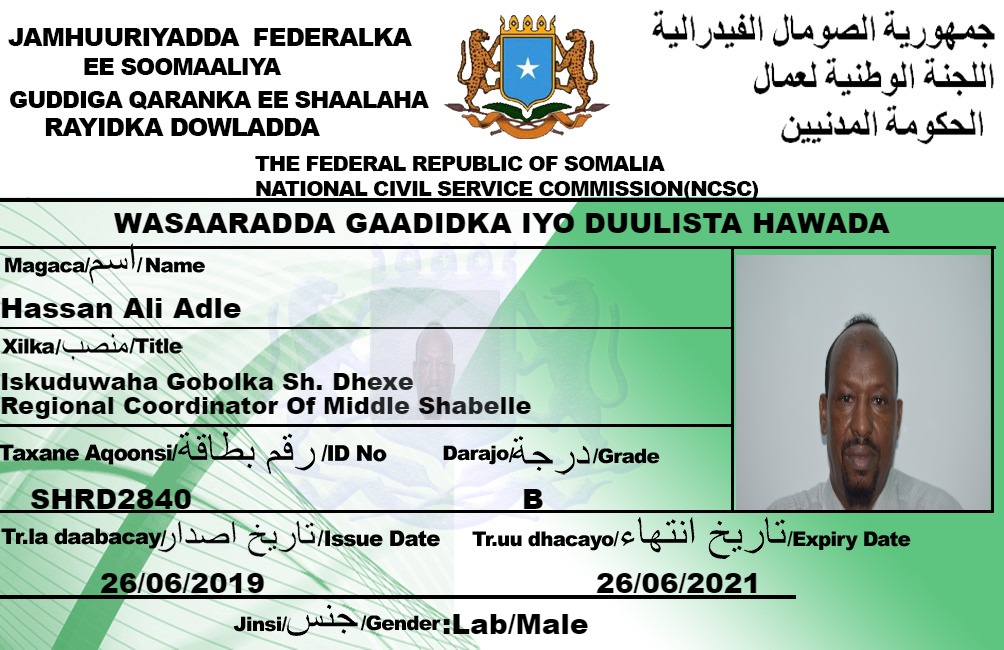 JAMHUURIYADDA FEDERALKA
EE SOOMAALIYA
GUDDIGA QARANKA EE SHAALAHA
RAYIDKA DOWLADDA
جمهورية الصومال الفيدرالية
اللجنة الوطنية لعمال
الحكومة المدنيين
THE FEDERAL REPUBLIC OF SOMALIA
NATIONAL CIVIL SERVICE COMMISSION(NCSC)
WASAARADDA GAADIDKA IYO DUULISTA HAWADA
Magaca/اسم/Name
Hassan Ali Adle
Xilka/منصب/Title
Iskuduwaha Gobolka Sh. Dhexe
Regional Coordinator Of Middle Shabelle
Taxane Aqoonsi/رقم بطاقة/ID No
SHRD2840
Darajo/درجة/Grade
B
Tr.la daabacay/تاريخ اصدار/Issue Date
26/06/2019
Tr.uu dhacayo/تاريخ انتهاء/Expiry Date
26/06/2021
Jinsi/جنس/Gender:Lab/Male